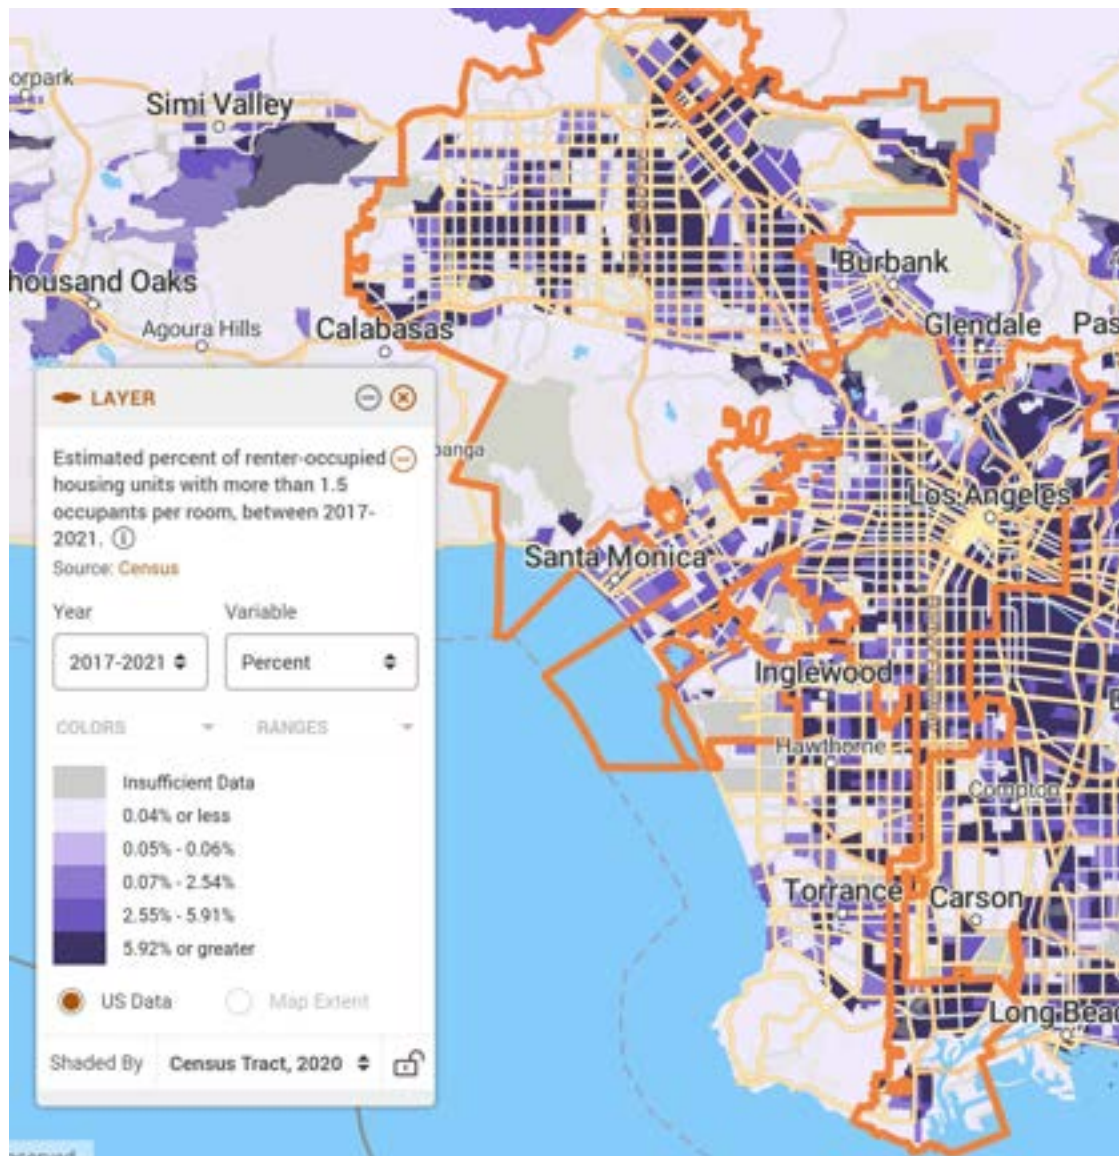 orpark
Simi Valley
housand Oaks
Agoura Hills
Calabasas
Burbank
Glendale
Pas
LAYER
anga
Estimated percent of renter-occupied
housing units with more than 1.5
occupants per room, between 2017-
2021.
Source: Census
Year
Variable
2017-2021
Percent
COLORS
RANGES
Insufficient Data
0.04% or less
0.05% - 0.06%
0.07% - 2.54%
2.55% - 5.91%
5.92% or greater
US Data
Map Extent
Shaded By
Census Tract, 2020
Los Angeles
Santa Monica
Inglewood
Hawthorne
Compton
Torrance
Carson
Long Beac